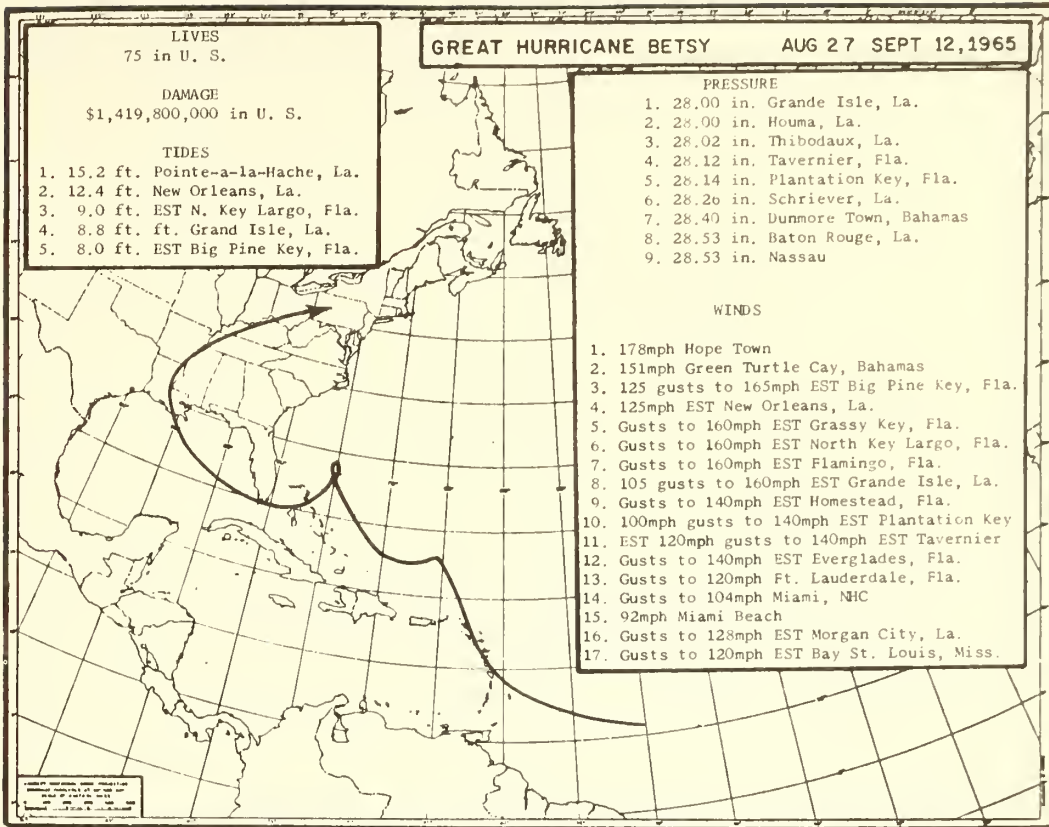 LIVES
75 in U. S.
DAMAGE
$1,419,800,000 in U. S.
TIDES
1. 15.2 ft. Pointe-a-la-Hache, La.
2. 12.4 ft. New Orleans, La.
3. 9.0 ft. EST N. Key Largo, Fla.
4. 8.8 ft. ft. Grand Isle, La.
5. 8.0 ft. EST Big Pine Key, Fla.
GREAT HURRICANE BETSY AUG 27 SEPT 12,1965
PRESSURE
1. 28.00 in. Grande Isle, La.
2. 28.00 in. Houma, La.
3. 28.02 in. Thibodaux, La.
4. 28.12 in. Tavernier, Fla.
5. 28.14 in. Plantation Key, Fla.
6. 28.26 in. Schriever, La.
7. 28.40 in. Dunmore Town, Bahamas
8. 28.53 in. Baton Rouge, La.
9. 28.53 in. Nassau
WINDS
1. 178mph Hope Town
2. 151mph Green Turtle Cay, Bahamas
3. 125 gusts to 165mph EST Big Pine Key, Fla.
4. 125mph EST New Orleans, La.
5. Gusts to 160mph EST Grassy Key, Fla.
6. Gusts to 160mph EST North Key Largo, Fla.
7. Gusts to 160mph EST Flamingo, Fla.
8. 105 gusts to 160mph EST Grande Isle, La.
9. Gusts to 140mph EST Homestead, Fla.
10. 100mph gusts to 140mph EST Plantation Key
11. EST 120mph gusts to 140mph EST Tavernier
12. Gusts to 140mph EST Everglades, Fla.
13. Gusts to 120mph Ft. Lauderdale, Fla.
14. Gusts to 104mph Miami, NHC
15. 92mph Miami Beach
16. Gusts to 128mph EST Morgan City, La.
17. Gusts to 120mph EST Bay St. Louis, Miss.